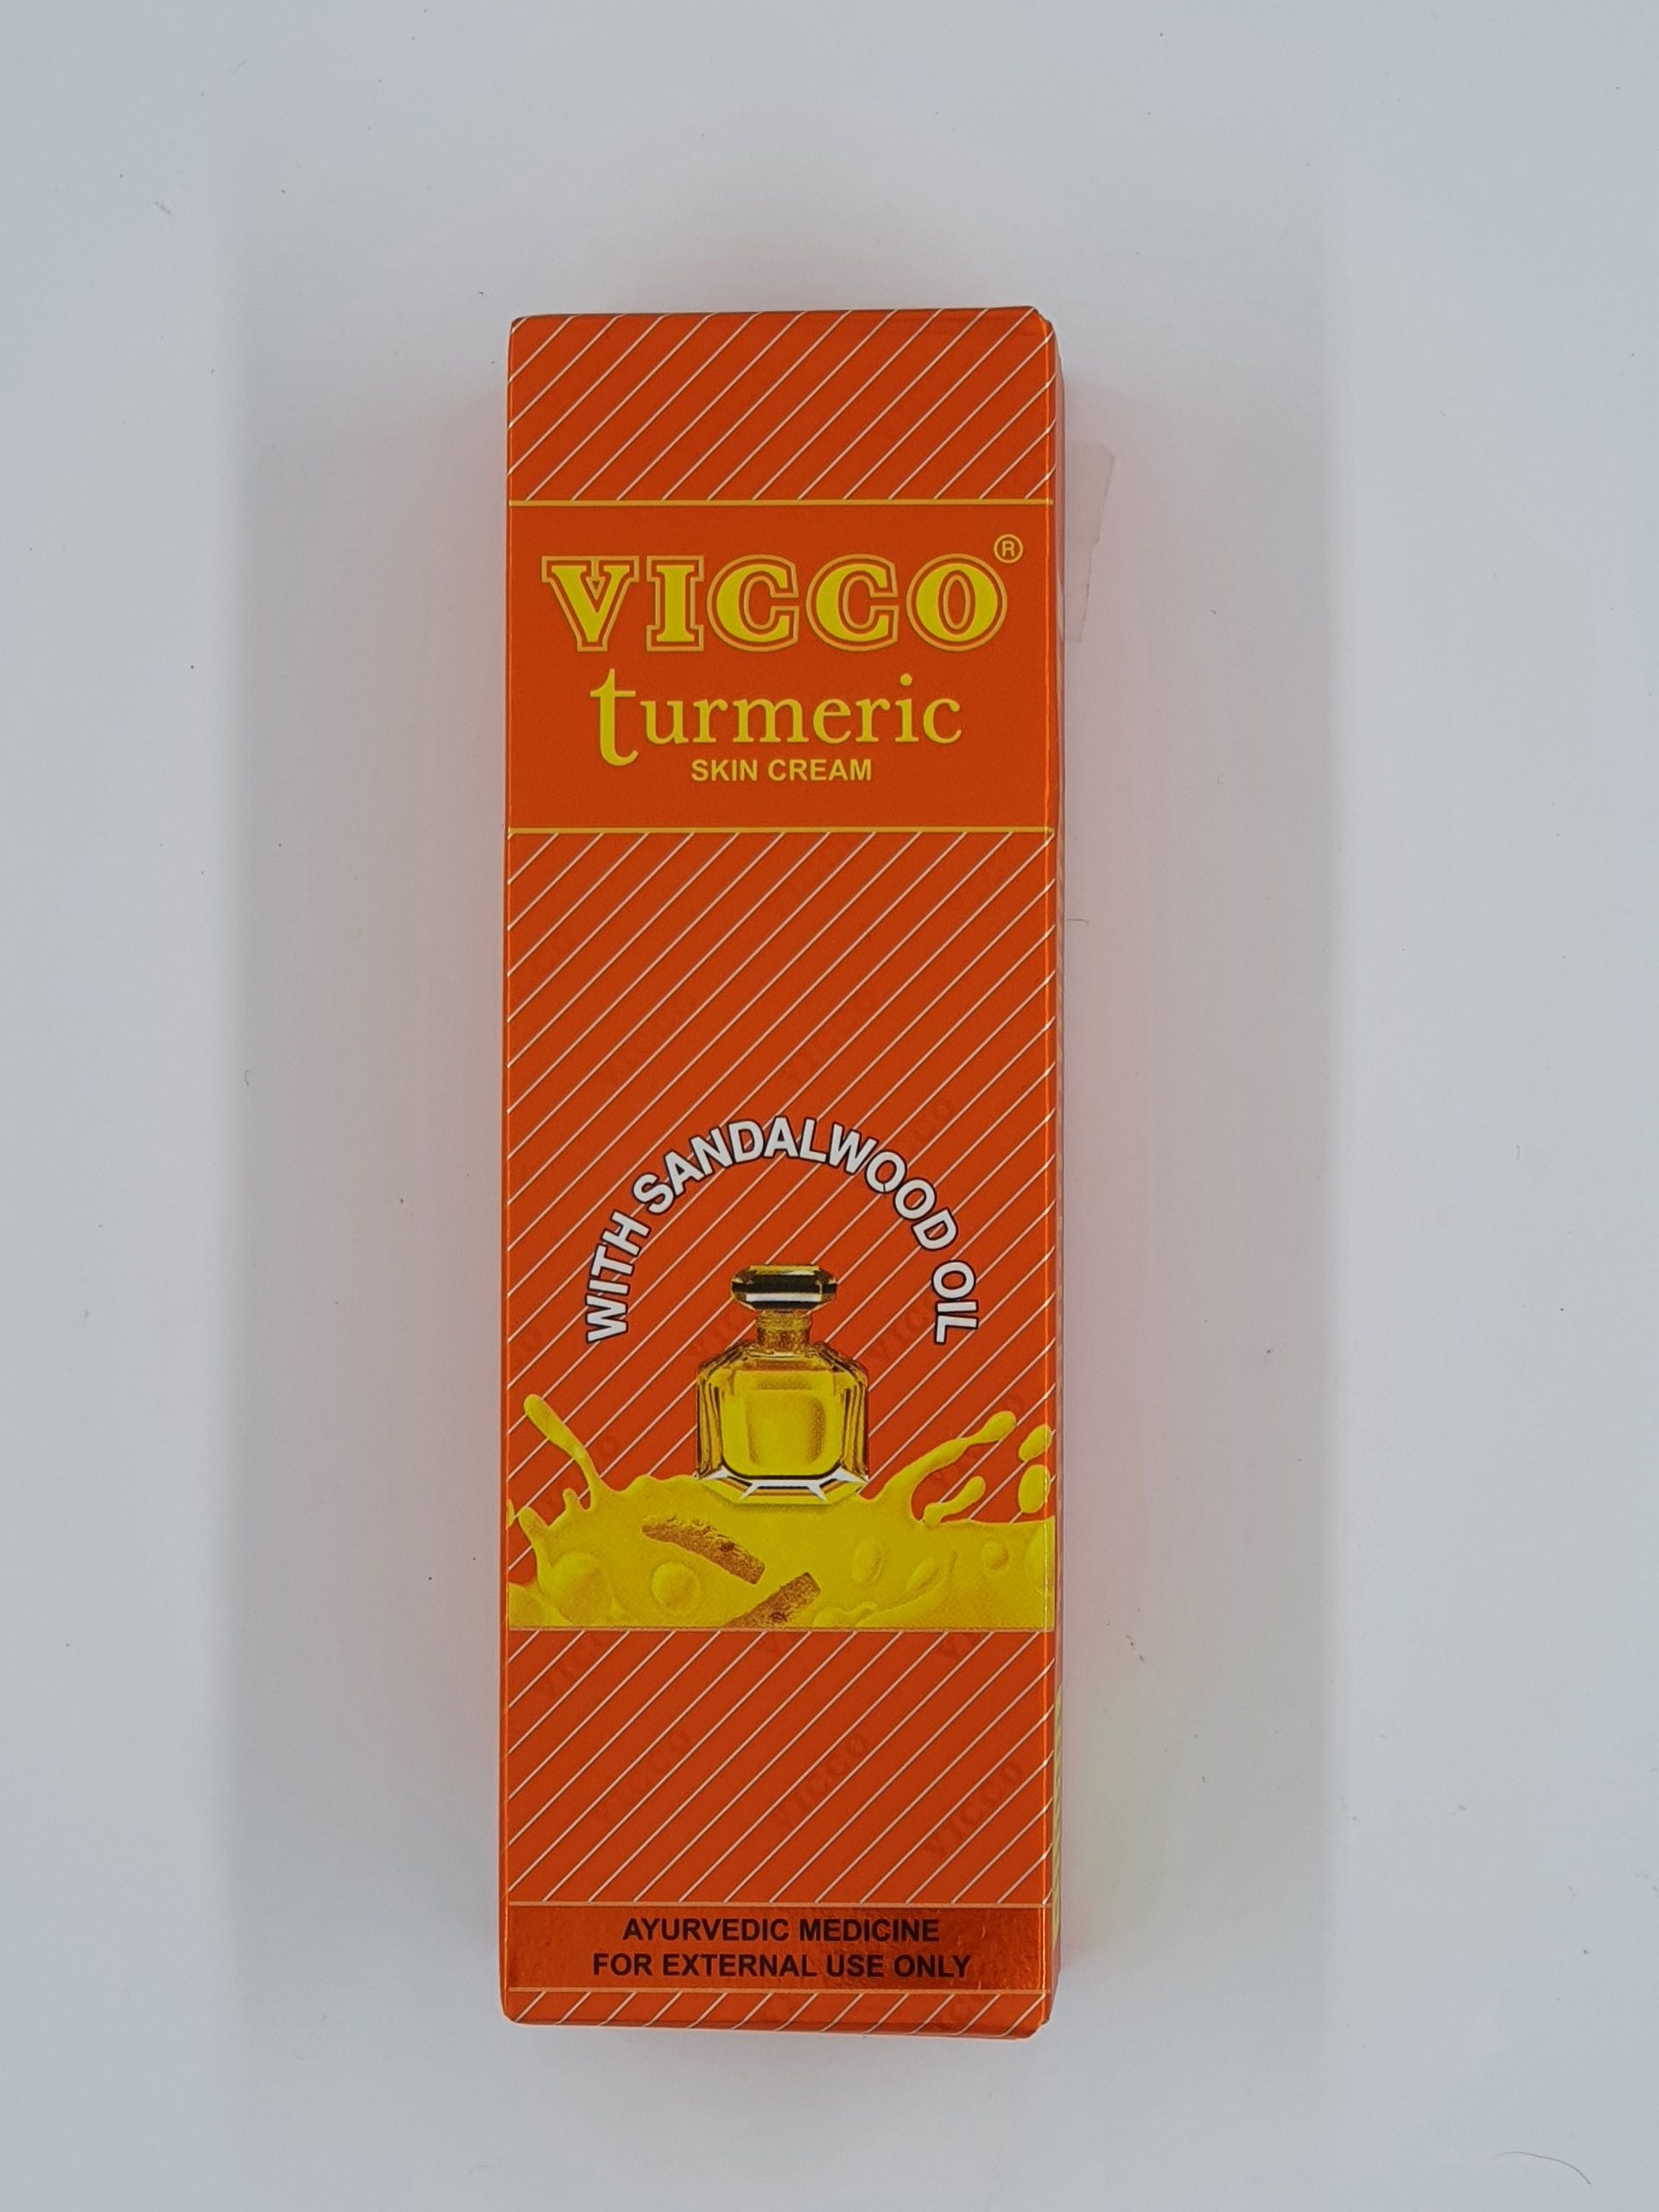 VICCO®
turmeric
SKIN CREAM
WITH SANDALWOOD OIL
AYURVEDIC MEDICINE
FOR EXTERNAL USE ONLY